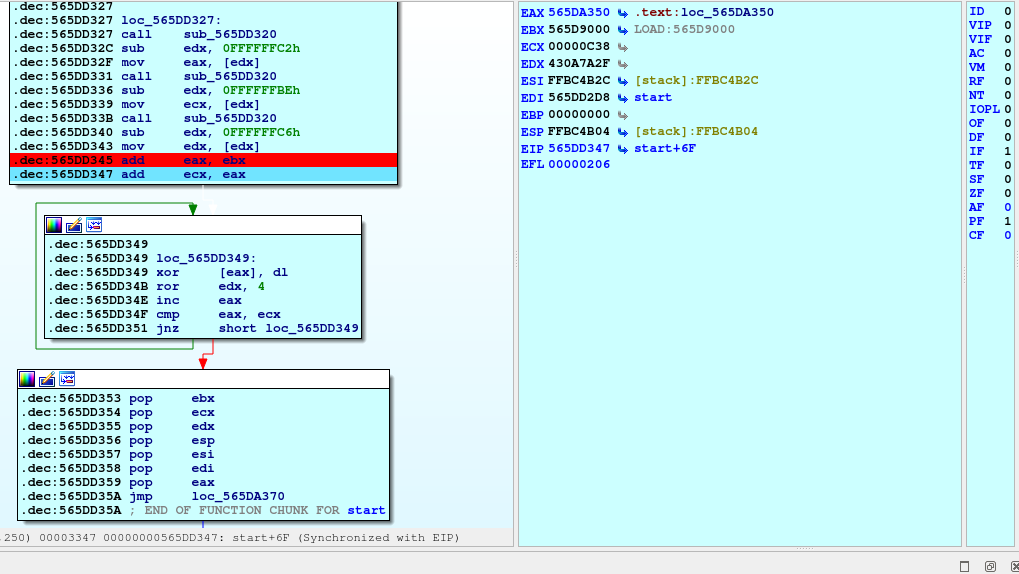 .dec:565DD327
.dec:565DD327 loc_565DD327:
.dec:565DD327 call sub_565DD320
.dec:565DD32C sub edx, 0FFFFFFC2h
.dec:565DD32F mov eax, [edx]
.dec:565DD331 call sub_565DD320
.dec:565DD336 sub edx, 0FFFFFFBEh
.dec:565DD339 mov ecx, [edx]
.dec:565DD33B call sub_565DD320
.dec:565DD340 sub edx, 0FFFFFFC6h
.dec:565DD343 mov edx, [edx]
.dec:565DD345 add eax, ebx
.dec:565DD347 add ecx, eax
.dec:565DD349
.dec:565DD349 loc_565DD349:
.dec:565DD349 xor [eax], dl
.dec:565DD34B ror edx, 4
.dec:565DD34E inc eax
.dec:565DD34F cmp eax, ecx
.dec:565DD351 jnz short loc_565DD349
.dec:565DD353 pop ebx
.dec:565DD354 pop ecx
.dec:565DD355 pop edx
.dec:565DD356 pop esp
.dec:565DD357 pop esi
.dec:565DD358 pop edi
.dec:565DD359 pop eax
.dec:565DD35A jmp loc_565DA370
.dec:565DD35A ; END OF FUNCTION CHUNK FOR start
.250) 00003347 00000000565DD347: start+6F (Synchronized with EIP)
EAX 565DA350 .text:loc_565DA350
EBX 565D9000 LOAD:565D9000
ECX 00000C38
EDX 430A7A2F
ESI FFBC4B2C [stack]:FFBC4B2C
EDI 565DD2D8 start
EBP 00000000
ESP FFBC4B04 [stack]:FFBC4B04
EIP 565DD347 start+6F
EFL 00000206
ID 0
VIP 0
VIF 0
AC 0
VM 0
RF 0
NT 0
IOPL 0
OF 0
DF 0
IF 1
TF 0
SF 0
ZF 0
AF 0
PF 1
CF 0